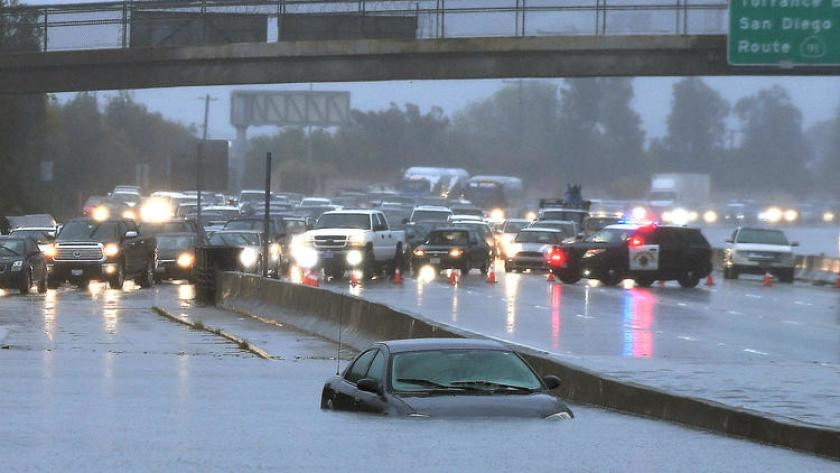 Torrance
San Diego
Route 91